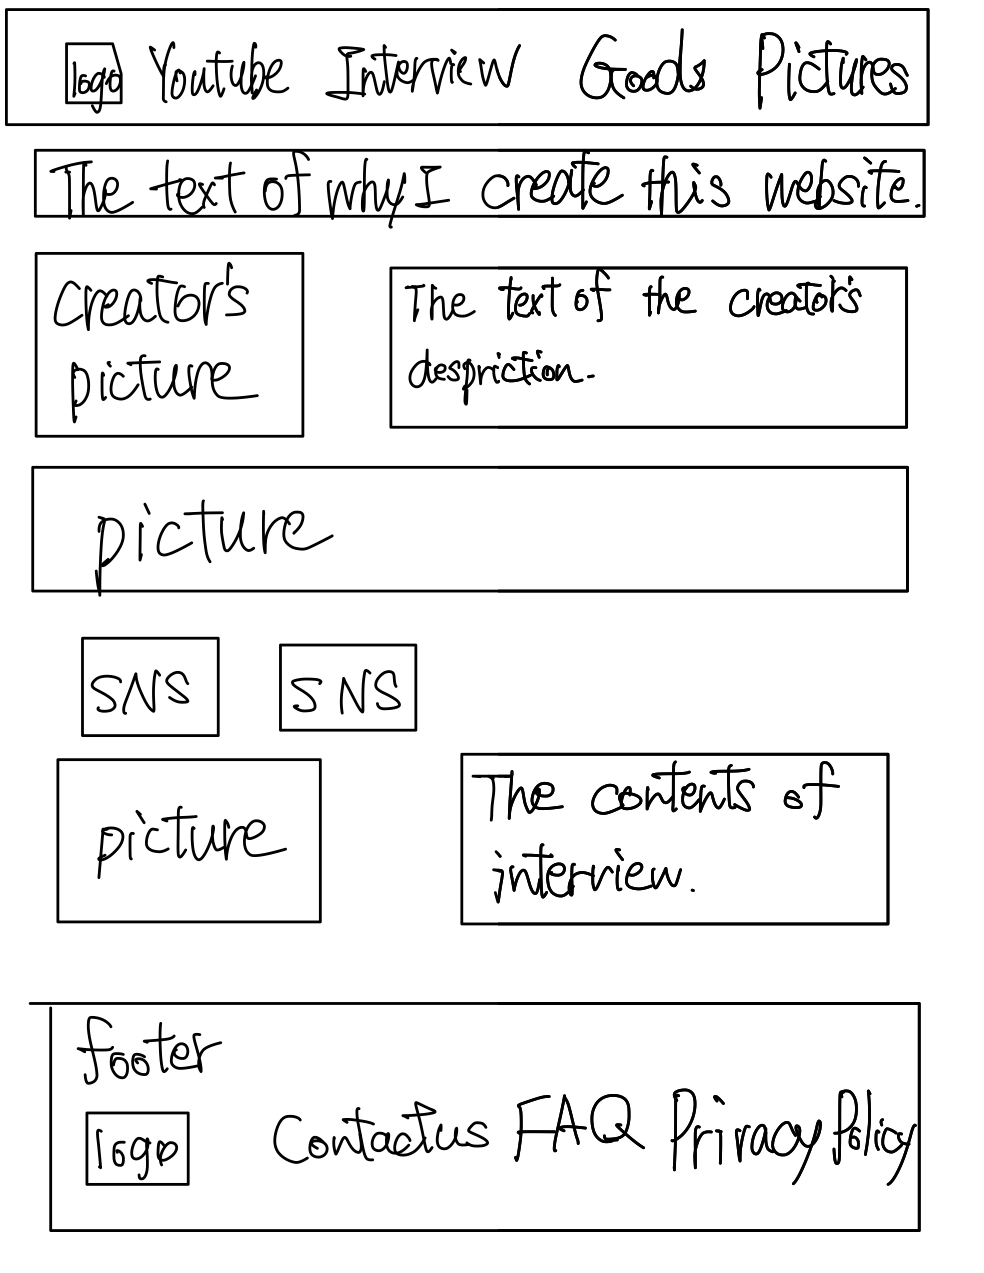 logo Youtube Interview Goods Pictures
The text of why I create this website.
Creator's
picture
The text of the creator's
despriction.
picture
SNS SNS
picture
The contents of
interview.
footer
logo Contactus FAQ Privacy Policy